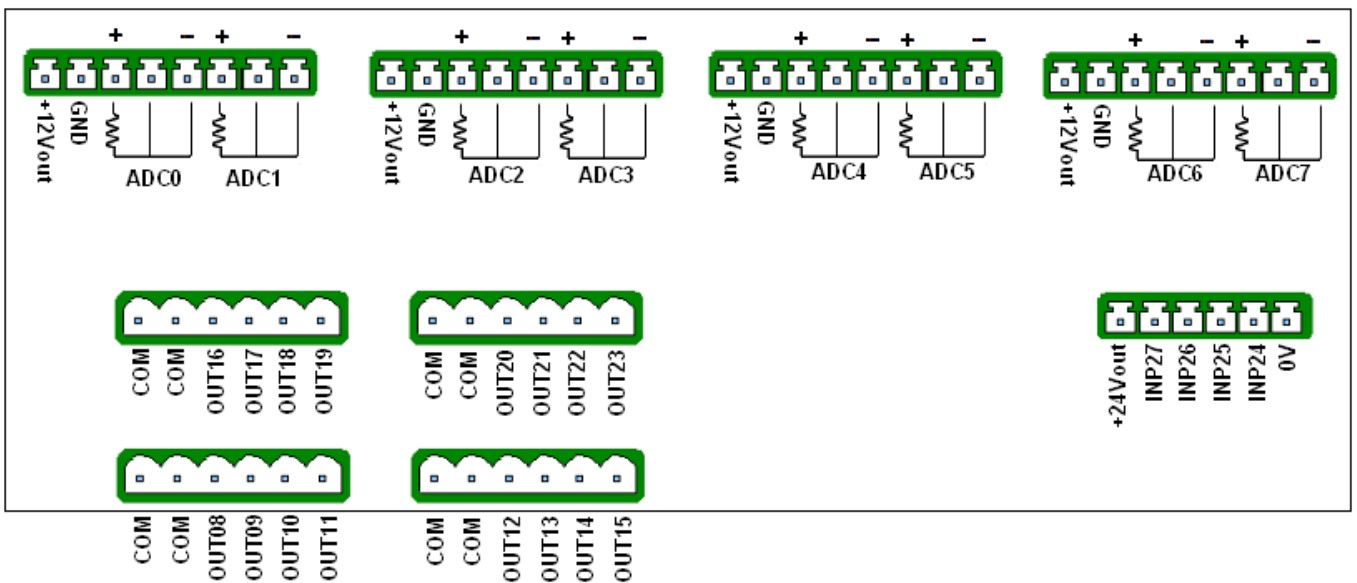 + − + − + − + − + − + − + − + −
+12Vout GND ADC0 ADC1 +12Vout GND ADC2 ADC3 +12Vout GND ADC4 ADC5 +12Vout GND ADC6 ADC7
COM COM OUT16 OUT17 OUT18 OUT19 COM COM OUT20 OUT21 OUT22 OUT23 +24Vout INP27 INP26 INP25 INP24 0V
COM COM OUT08 OUT09 OUT10 OUT11 COM COM OUT12 OUT13 OUT14 OUT15